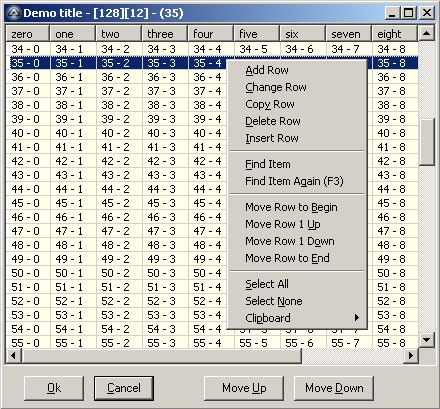 Demo title - [128][12] - (35)
zero one two three four five six seven eight
34 - 0 34 - 1 34 - 2 34 - 3 34 - 4 34 - 5 34 - 6 34 - 7 34 - 8
35 - 0 35 - 1 35 - 2 35 - 3 35 - 4 35 - 8
36 - 0 36 - 1 36 - 2 36 - 3 36 - 4 36 - 8
37 - 0 37 - 1 37 - 2 37 - 3 37 - 4 37 - 8
38 - 0 38 - 1 38 - 2 38 - 3 38 - 4 38 - 8
39 - 0 39 - 1 39 - 2 39 - 3 39 - 4 39 - 8
40 - 0 40 - 1 40 - 2 40 - 3 40 - 4 40 - 8
41 - 0 41 - 1 41 - 2 41 - 3 41 - 4 41 - 8
42 - 0 42 - 1 42 - 2 42 - 3 42 - 4 42 - 8
43 - 0 43 - 1 43 - 2 43 - 3 43 - 4 43 - 8
44 - 0 44 - 1 44 - 2 44 - 3 44 - 4 44 - 8
45 - 0 45 - 1 45 - 2 45 - 3 45 - 4 45 - 8
46 - 0 46 - 1 46 - 2 46 - 3 46 - 4 46 - 8
47 - 0 47 - 1 47 - 2 47 - 3 47 - 4 47 - 8
48 - 0 48 - 1 48 - 2 48 - 3 48 - 4 48 - 8
49 - 0 49 - 1 49 - 2 49 - 3 49 - 4 49 - 8
50 - 0 50 - 1 50 - 2 50 - 3 50 - 4 50 - 8
51 - 0 51 - 1 51 - 2 51 - 3 51 - 4 51 - 8
52 - 0 52 - 1 52 - 2 52 - 3 52 - 4 52 - 8
53 - 0 53 - 1 53 - 2 53 - 3 53 - 4 53 - 8
54 - 0 54 - 1 54 - 2 54 - 3 54 - 4 54 - 8
55 - 0 55 - 1 55 - 2 55 - 3 55 - 4 55 - 5 55 - 6 55 - 7 55 - 8
Add Row
Change Row
Copy Row
Delete Row
Insert Row
Find Item
Find Item Again (F3)
Move Row to Begin
Move Row 1 Up
Move Row 1 Down
Move Row to End
Select All
Select None
Clipboard
Ok Cancel Move Up Move Down